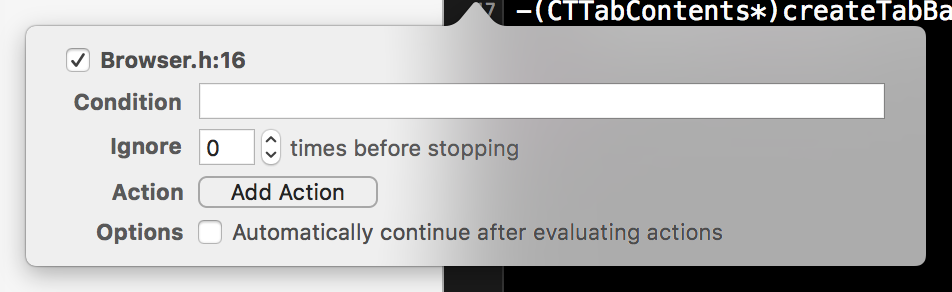 -(CTTabContents*)createTabBa
Browser.h:16
Condition
Ignore 0 times before stopping
Action Add Action
Options Automatically continue after evaluating actions